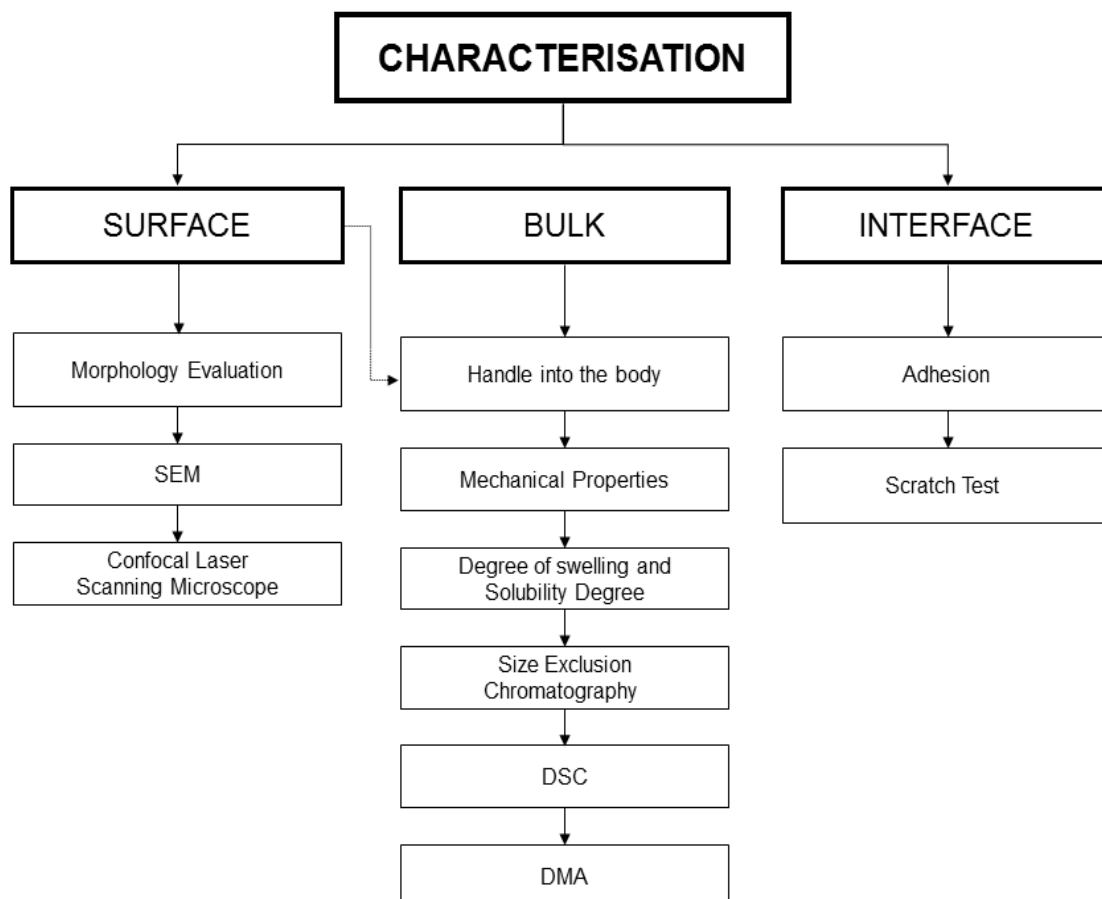 CHARACTERISATION
SURFACE
BULK
INTERFACE
Morphology Evaluation
Handle into the body
Adhesion
SEM
Mechanical Properties
Scratch Test
Confocal Laser
Scanning Microscope
Degree of swelling and
Solubility Degree
Size Exclusion
Chromatography
DSC
DMA